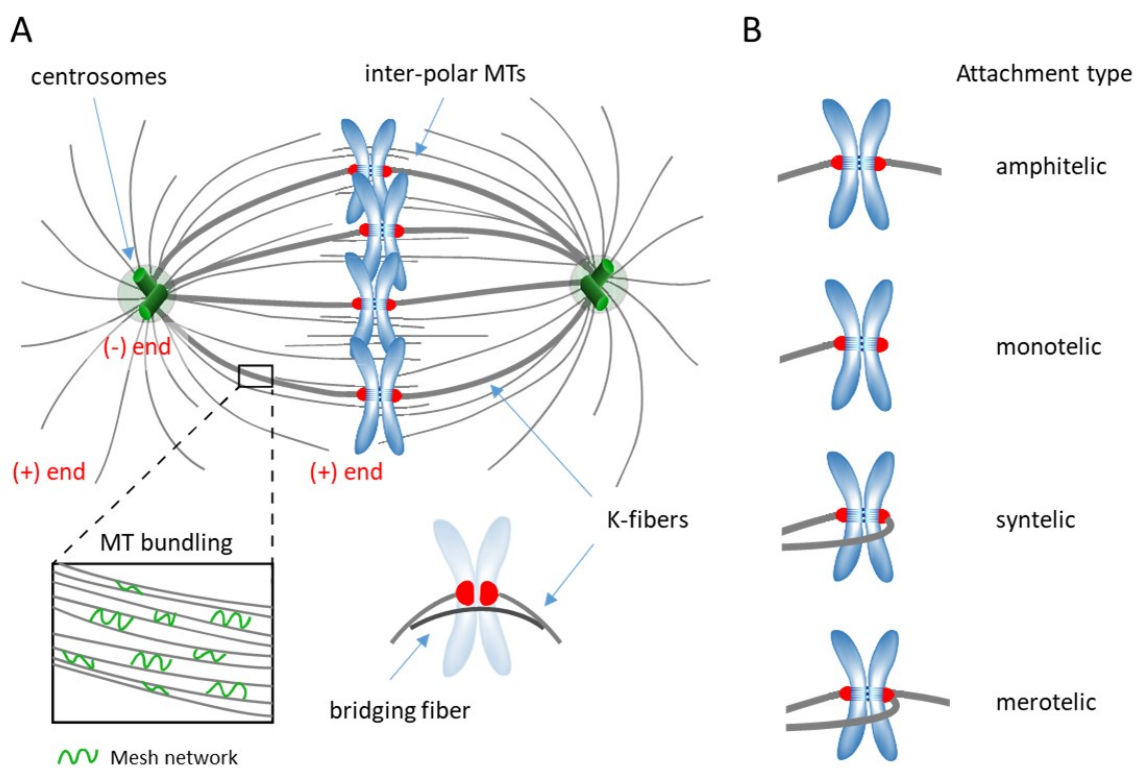 A
centrosomes
inter-polar MTs
(-) end
(+) end
(+) end
K-fibers
MT bundling
bridging fiber
Mesh network
B
Attachment type
amphitelic
monotelic
syntelic
merotelic